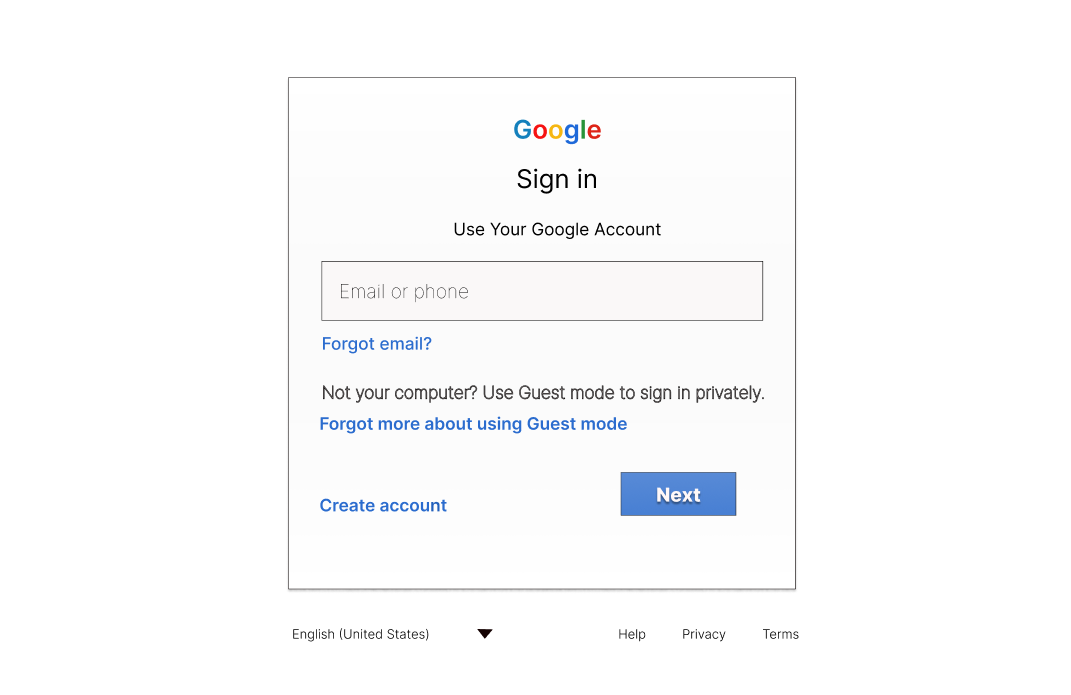 Google
Sign in
Use Your Google Account
Email or phone
Forgot email?
Not your computer? Use Guest mode to sign in privately.
Forgot more about using Guest mode
Create account
Next
English (United States)
Help
Privacy
Terms